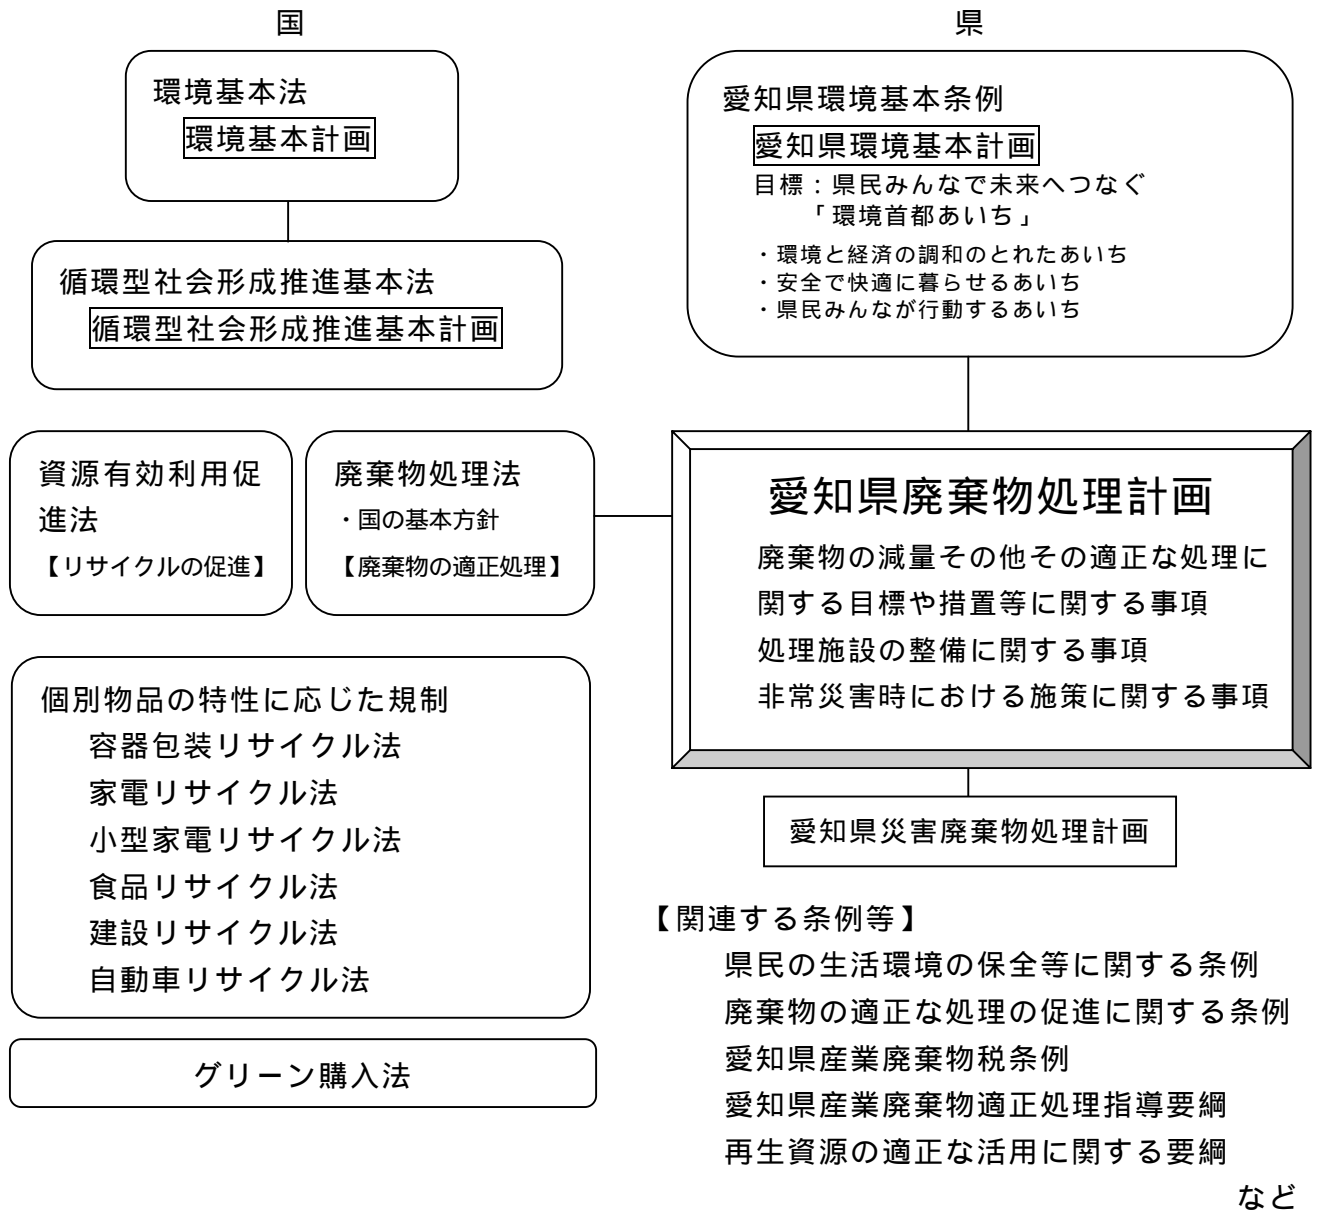 国
環境基本法
環境基本計画
循環型社会形成推進基本法
循環型社会形成推進基本計画
資源有効利用促
進法
【リサイクルの促進】
廃棄物処理法
・国の基本方針
【廃棄物の適正処理】
個別物品の特性に応じた規制
容器包装リサイクル法
家電リサイクル法
小型家電リサイクル法
食品リサイクル法
建設リサイクル法
自動車リサイクル法
グリーン購入法
県
愛知県環境基本条例
愛知県環境基本計画
目標：県民みんなで未来へつなぐ
「環境首都あいち」
・環境と経済の調和のとれたあいち
・安全で快適に暮らせるあいち
・県民みんなが行動するあいち
愛知県廃棄物処理計画
廃棄物の減量その他その適正な処理に
関する目標や措置等に関する事項
処理施設の整備に関する事項
非常災害時における施策に関する事項
愛知県災害廃棄物処理計画
【関連する条例等】
県民の生活環境の保全等に関する条例
廃棄物の適正な処理の促進に関する条例
愛知県産業廃棄物税条例
愛知県産業廃棄物適正処理指導要綱
再生資源の適正な活用に関する要綱
など